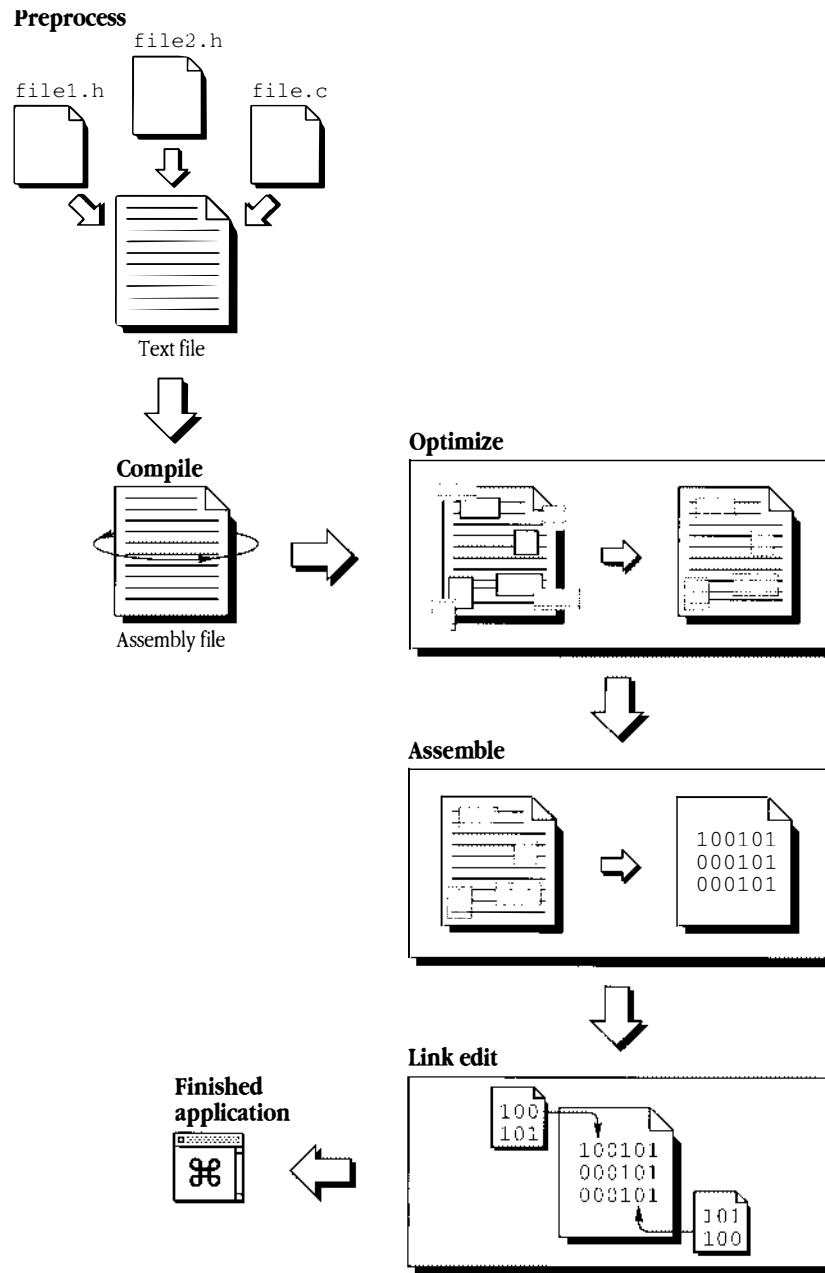 Preprocess
file2.h
file1.h
file.c
Text file
Compile
Assembly file
Optimize
Assemble
100101
000101
000101
Link edit
100
101
100101
000101
000101
101
100
Finished
application
⌘